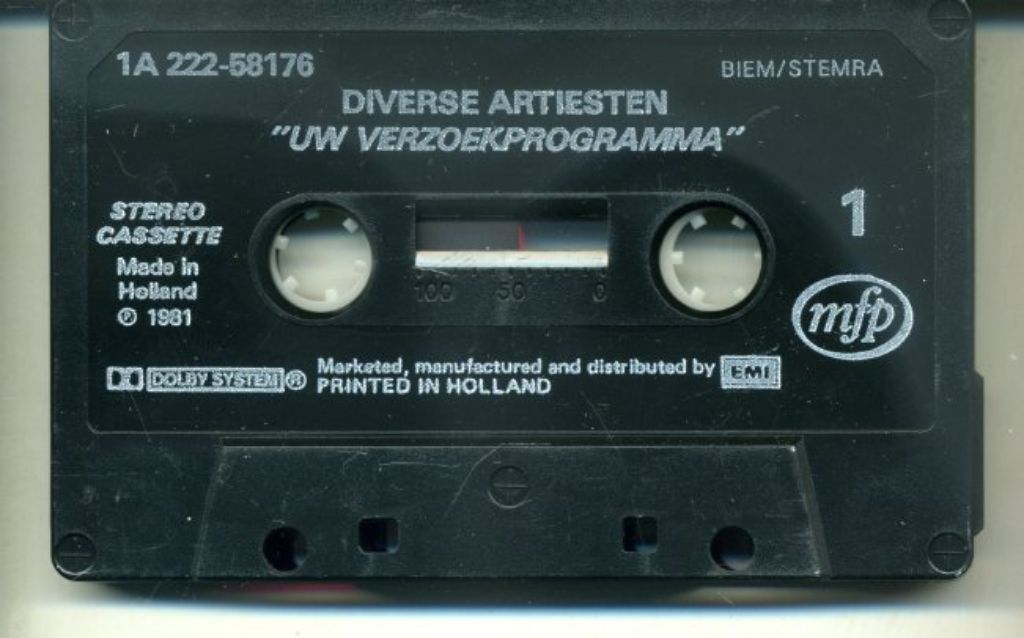 1A 222-58176
BIEM/STEMRA
DIVERSE ARTIESTEN
"UW VERZOEKPROGRAMMA"
STEREO
CASSETTE
Made in
Holland
℗ 1981
1
mfp
100 50 0
DOLBY SYSTEM®
Marketed, manufactured and distributed by EMI
PRINTED IN HOLLAND